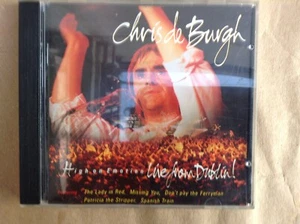 Chris de Burgh
High on Emotion Live from Dublin!
The Lady in Red. Missing You. Don't pay the Ferryman
Patricia the Stripper. Spanish Train